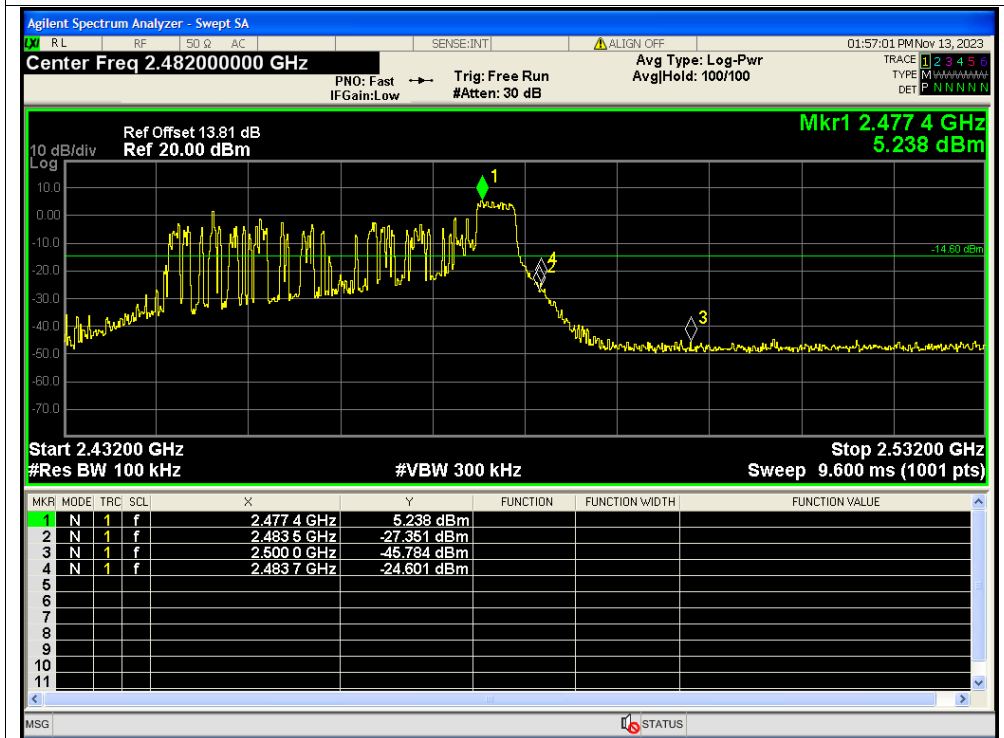 Agilent Spectrum Analyzer - Swept SA
LXI RL RF 50 Ω AC SENSE:INT ALIGN OFF 01:57:01 PM Nov 13, 2023
Center Freq 2.482000000 GHz
PNO: Fast
IFGain:Low
Trig: Free Run
#Atten: 30 dB
Avg Type: Log-Pwr
Avg|Hold: 100/100
TRACE 1 2 3 4 5 6
TYPE M
DET P N N N N N
Mkr1 2.477 4 GHz
5.238 dBm
Ref Offset 13.81 dB
10 dB/div Ref 20.00 dBm
Log
10.0
0.00
-10.0
-20.0
-30.0
-40.0
-50.0
-60.0
-70.0
1
-14.60 dBm
4
2
3
Start 2.43200 GHz Stop 2.53200 GHz
#Res BW 100 kHz #VBW 300 kHz Sweep 9.600 ms (1001 pts)
MKR MODE TRC SCL X Y FUNCTION FUNCTION WIDTH FUNCTION VALUE
1 N 1 f 2.477 4 GHz 5.238 dBm
2 N 1 f 2.483 5 GHz -27.351 dBm
3 N 1 f 2.500 0 GHz -45.784 dBm
4 N 1 f 2.483 7 GHz -24.601 dBm
5
6
7
8
9
10
11
MSG STATUS